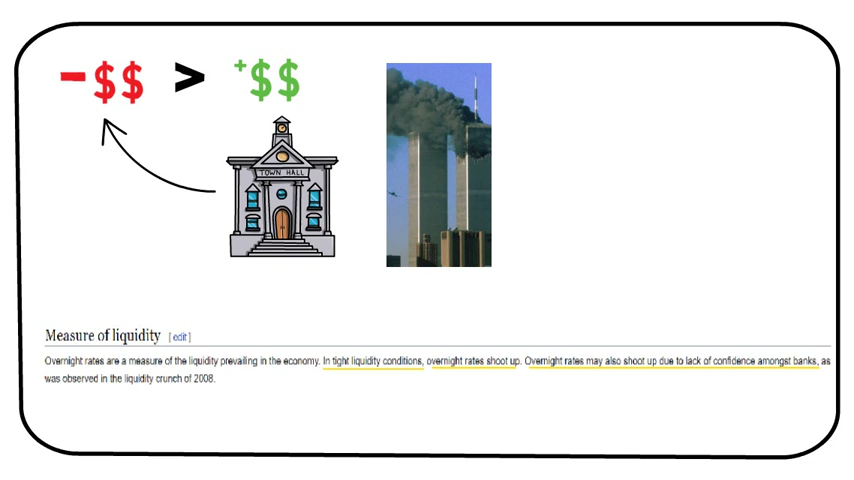 -$$ > +$$
TOWN HALL
Measure of liquidity [ edit ]
Overnight rates are a measure of the liquidity prevailing in the economy. In tight liquidity conditions, overnight rates shoot up. Overnight rates may also shoot up due to lack of confidence amongst banks, as
was observed in the liquidity crunch of 2008.